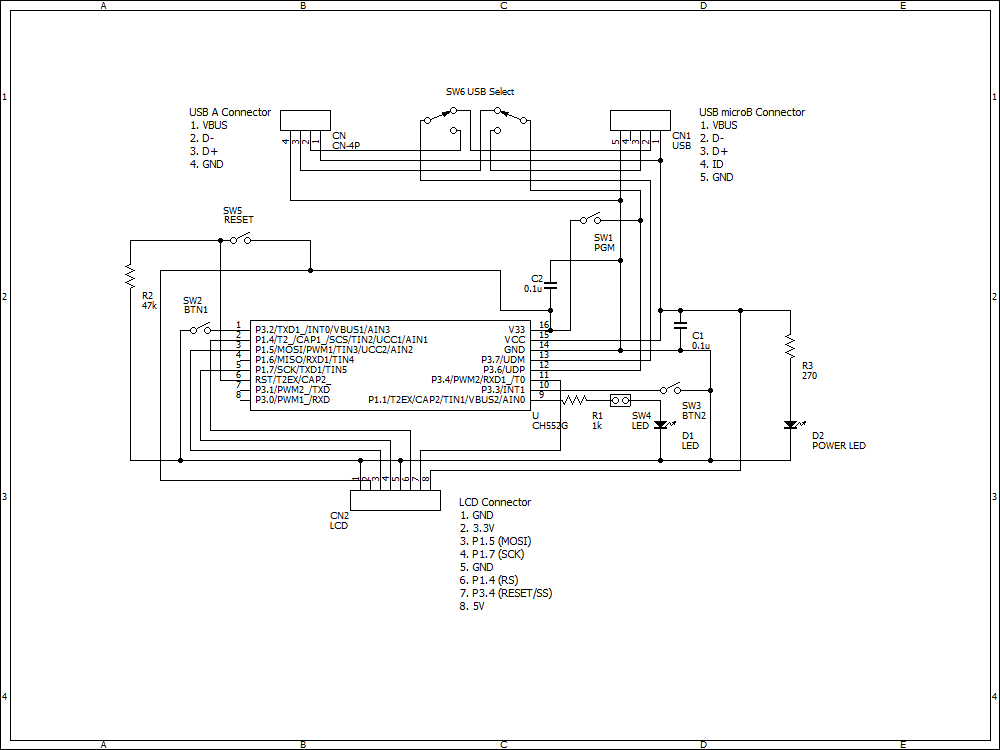 A B C D E
1 1
SW6 USB Select
USB A Connector
1. VBUS
2. D-
3. D+
4. GND
CN
CN-4P
4 3 2 1
USB microB Connector
1. VBUS
2. D-
3. D+
4. ID
5. GND
CN1
USB
5 4 3 2 1
SW5
RESET
SW1
PGM
C2
0.1u
2 2
R2
47k
SW2
BTN1
1 P3.2/TXD1_/INT0/VBUS1/AIN3
2 P1.4/T2_/CAP1_/SCS/TIN2/UCC1/AIN1
3 P1.5/MOSI/PWM1/TIN3/UCC2/AIN2
4 P1.6/MISO/RXD1/TIN4
5 P1.7/SCK/TXD1/TIN5
6 RST/T2EX/CAP2_
7 P3.1/PWM2_/TXD
8 P3.0/PWM1_/RXD
V33 16
VCC 15
GND 14
P3.7/UDM 13
P3.6/UDP 12
P3.4/PWM2/RXD1_/T0 11
P3.3/INT1 10
P1.1/T2EX/CAP2/TIN1/VBUS2/AIN0 9
U
CH552G
C1
0.1u
R3
270
R1
1k
SW4
LED
SW3
BTN2
D1
LED
D2
POWER LED
1 2 3 4 5 6 7 8
3 3
CN2
LCD
LCD Connector
1. GND
2. 3.3V
3. P1.5 (MOSI)
4. P1.7 (SCK)
5. GND
6. P1.4 (RS)
7. P3.4 (RESET/SS)
8. 5V
4 4
A B C D E